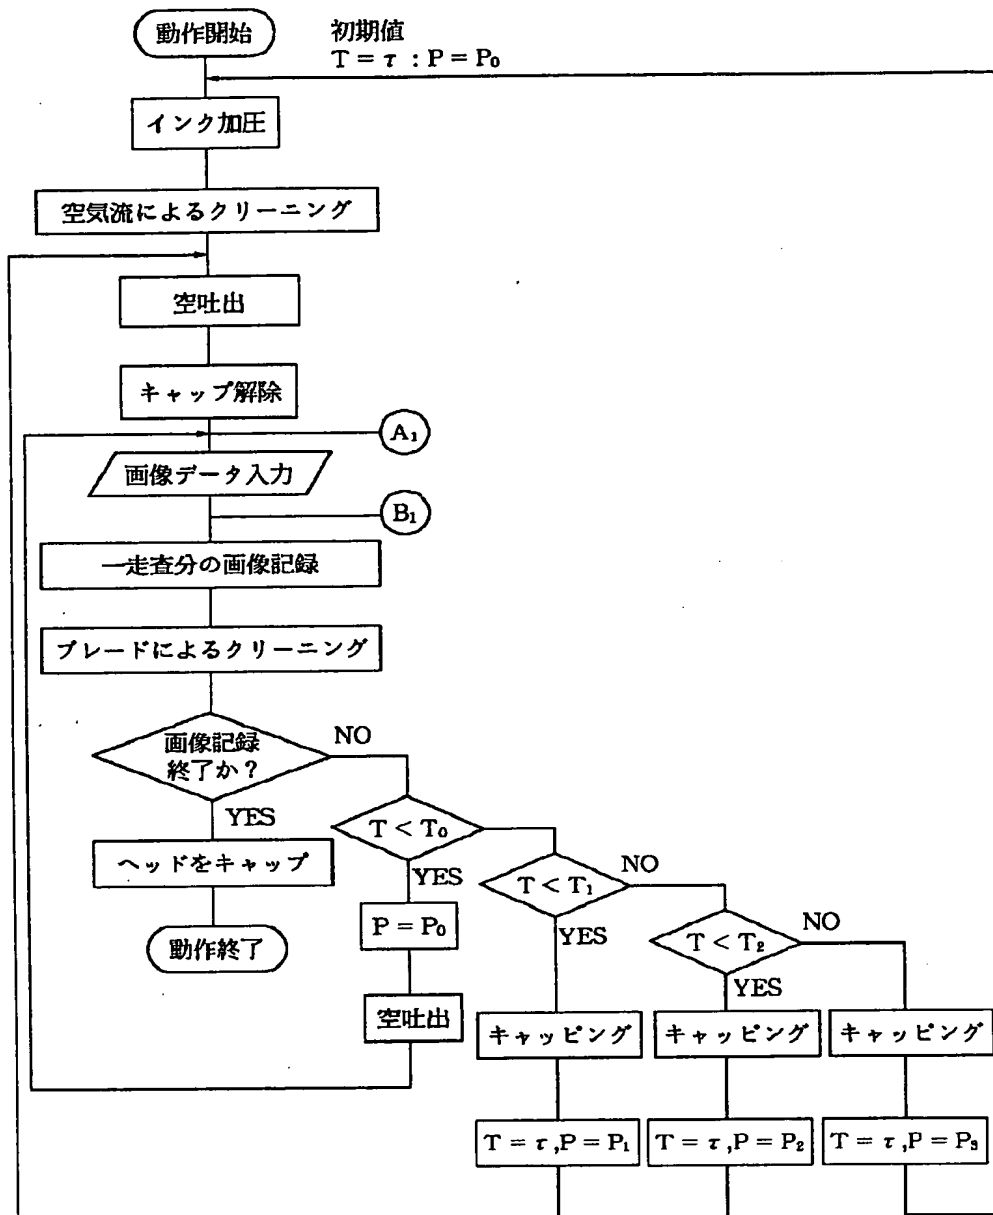 動作開始
初期値
T = τ : P = P₀
インク加圧
空気流によるクリーニング
空吐出
キャップ解除
A₁
画像データ入力
B₁
一走査分の画像記録
ブレードによるクリーニング
画像記録
終了か？
NO
YES
T < T₀
YES
ヘッドをキャップ
T < T₁
NO
YES
P = P₀
T < T₂
NO
YES
動作終了
空吐出
キャッピング
キャッピング
キャッピング
T = τ ,P = P₁
T = τ ,P = P₂
T = τ ,P = P₃